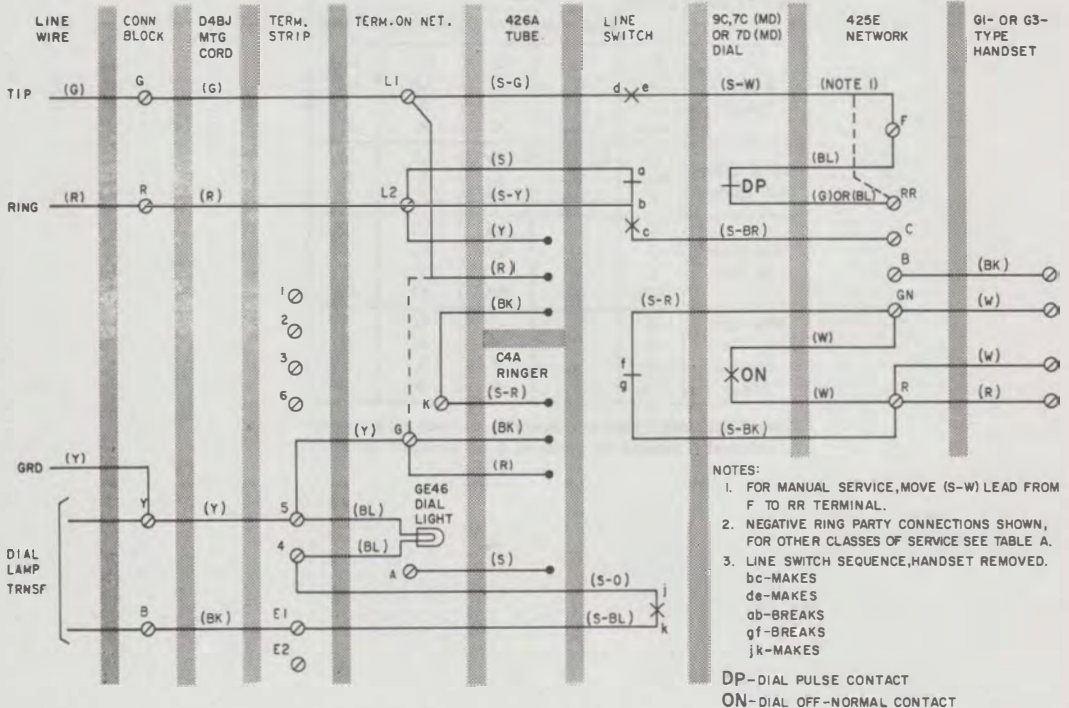 LINE WIRE
CONN BLOCK
D4BJ MTG CORD
TERM. STRIP
TERM. ON NET.
426A TUBE
LINE SWITCH
9C,7C (MD) OR 7D (MD) DIAL
425E NETWORK
G1- OR G3- TYPE HANDSET
TIP (G) G (G) L1 (S-G) d e (S-W) (NOTE 1)
F
(BL)
(S) a DP
RING (R) R (R) L2 (S-Y) b (G)OR(BL) RR
(Y) c (S-BR) C
B
(R) (BK)
1 (BK) (S-R) GN (W)
2 (W)
C4A RINGER
3 f (W)
g ON
6 K (S-R) (W) R (R)
(Y) G (BK) (S-BK)
GRD (Y) (R)
GE46 DIAL LIGHT
Y (Y) 5 (BL)
4 (BL)
DIAL LAMP TRNSF
A (S) (S-O) j
B (BK) E1 (S-BL) k
E2
NOTES:
1. FOR MANUAL SERVICE, MOVE (S-W) LEAD FROM
F TO RR TERMINAL.
2. NEGATIVE RING PARTY CONNECTIONS SHOWN,
FOR OTHER CLASSES OF SERVICE SEE TABLE A.
3. LINE SWITCH SEQUENCE, HANDSET REMOVED.
bc-MAKES
de-MAKES
ab-BREAKS
gf-BREAKS
jk-MAKES
DP-DIAL PULSE CONTACT
ON-DIAL OFF-NORMAL CONTACT